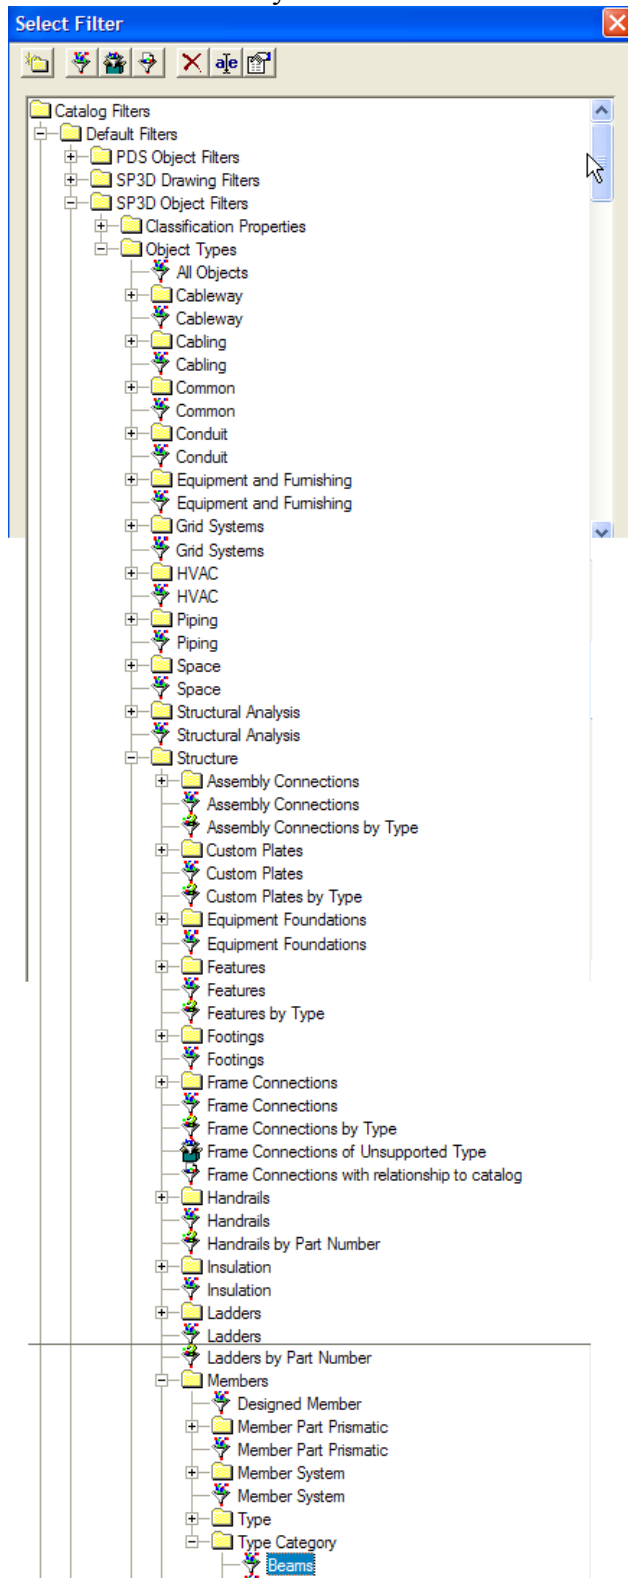 Select Filter
Catalog Filters
Default Filters
PDS Object Filters
SP3D Drawing Filters
SP3D Object Filters
Classification Properties
Object Types
All Objects
Cableway
Cableway
Cabling
Cabling
Common
Common
Conduit
Conduit
Equipment and Furnishing
Equipment and Furnishing
Grid Systems
Grid Systems
HVAC
HVAC
Piping
Piping
Space
Space
Structural Analysis
Structural Analysis
Structure
Assembly Connections
Assembly Connections
Assembly Connections by Type
Custom Plates
Custom Plates
Custom Plates by Type
Equipment Foundations
Equipment Foundations
Features
Features
Features by Type
Footings
Footings
Frame Connections
Frame Connections
Frame Connections by Type
Frame Connections of Unsupported Type
Frame Connections with relationship to catalog
Handrails
Handrails
Handrails by Part Number
Insulation
Insulation
Ladders
Ladders
Ladders by Part Number
Members
Designed Member
Member Part Prismatic
Member Part Prismatic
Member System
Member System
Type
Type Category
Beams